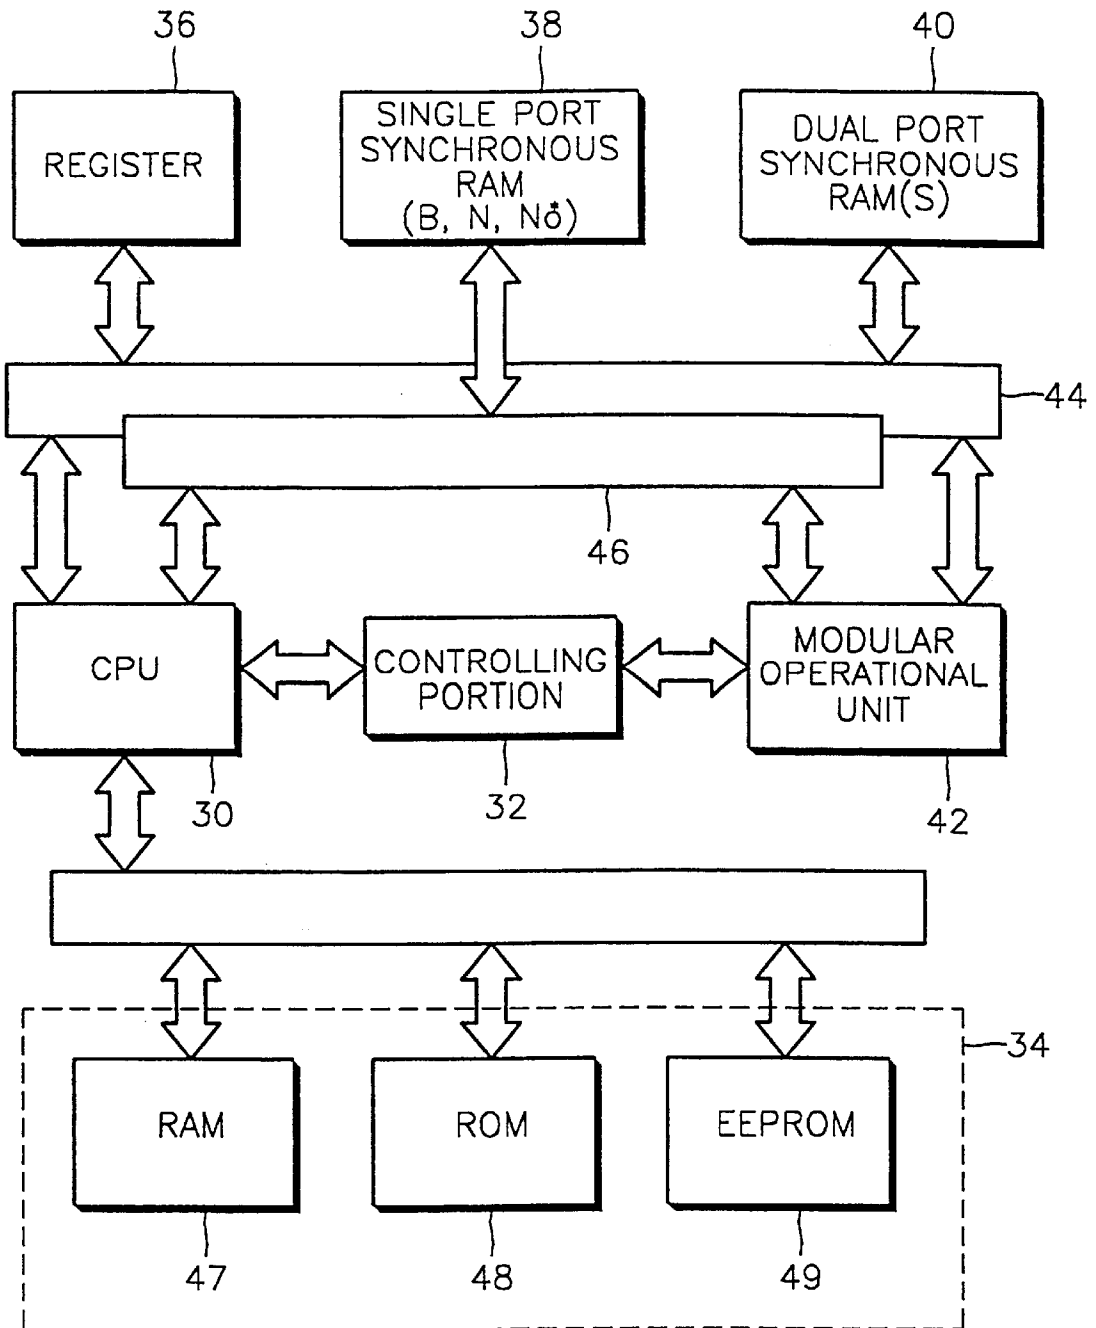 36
38
40
REGISTER
SINGLE PORT
SYNCHRONOUS
RAM
(B, N, Nō*)
DUAL PORT
SYNCHRONOUS
RAM(S)
44
46
CPU
CONTROLLING
PORTION
MODULAR
OPERATIONAL
UNIT
30
32
42
34
RAM
ROM
EEPROM
47
48
49